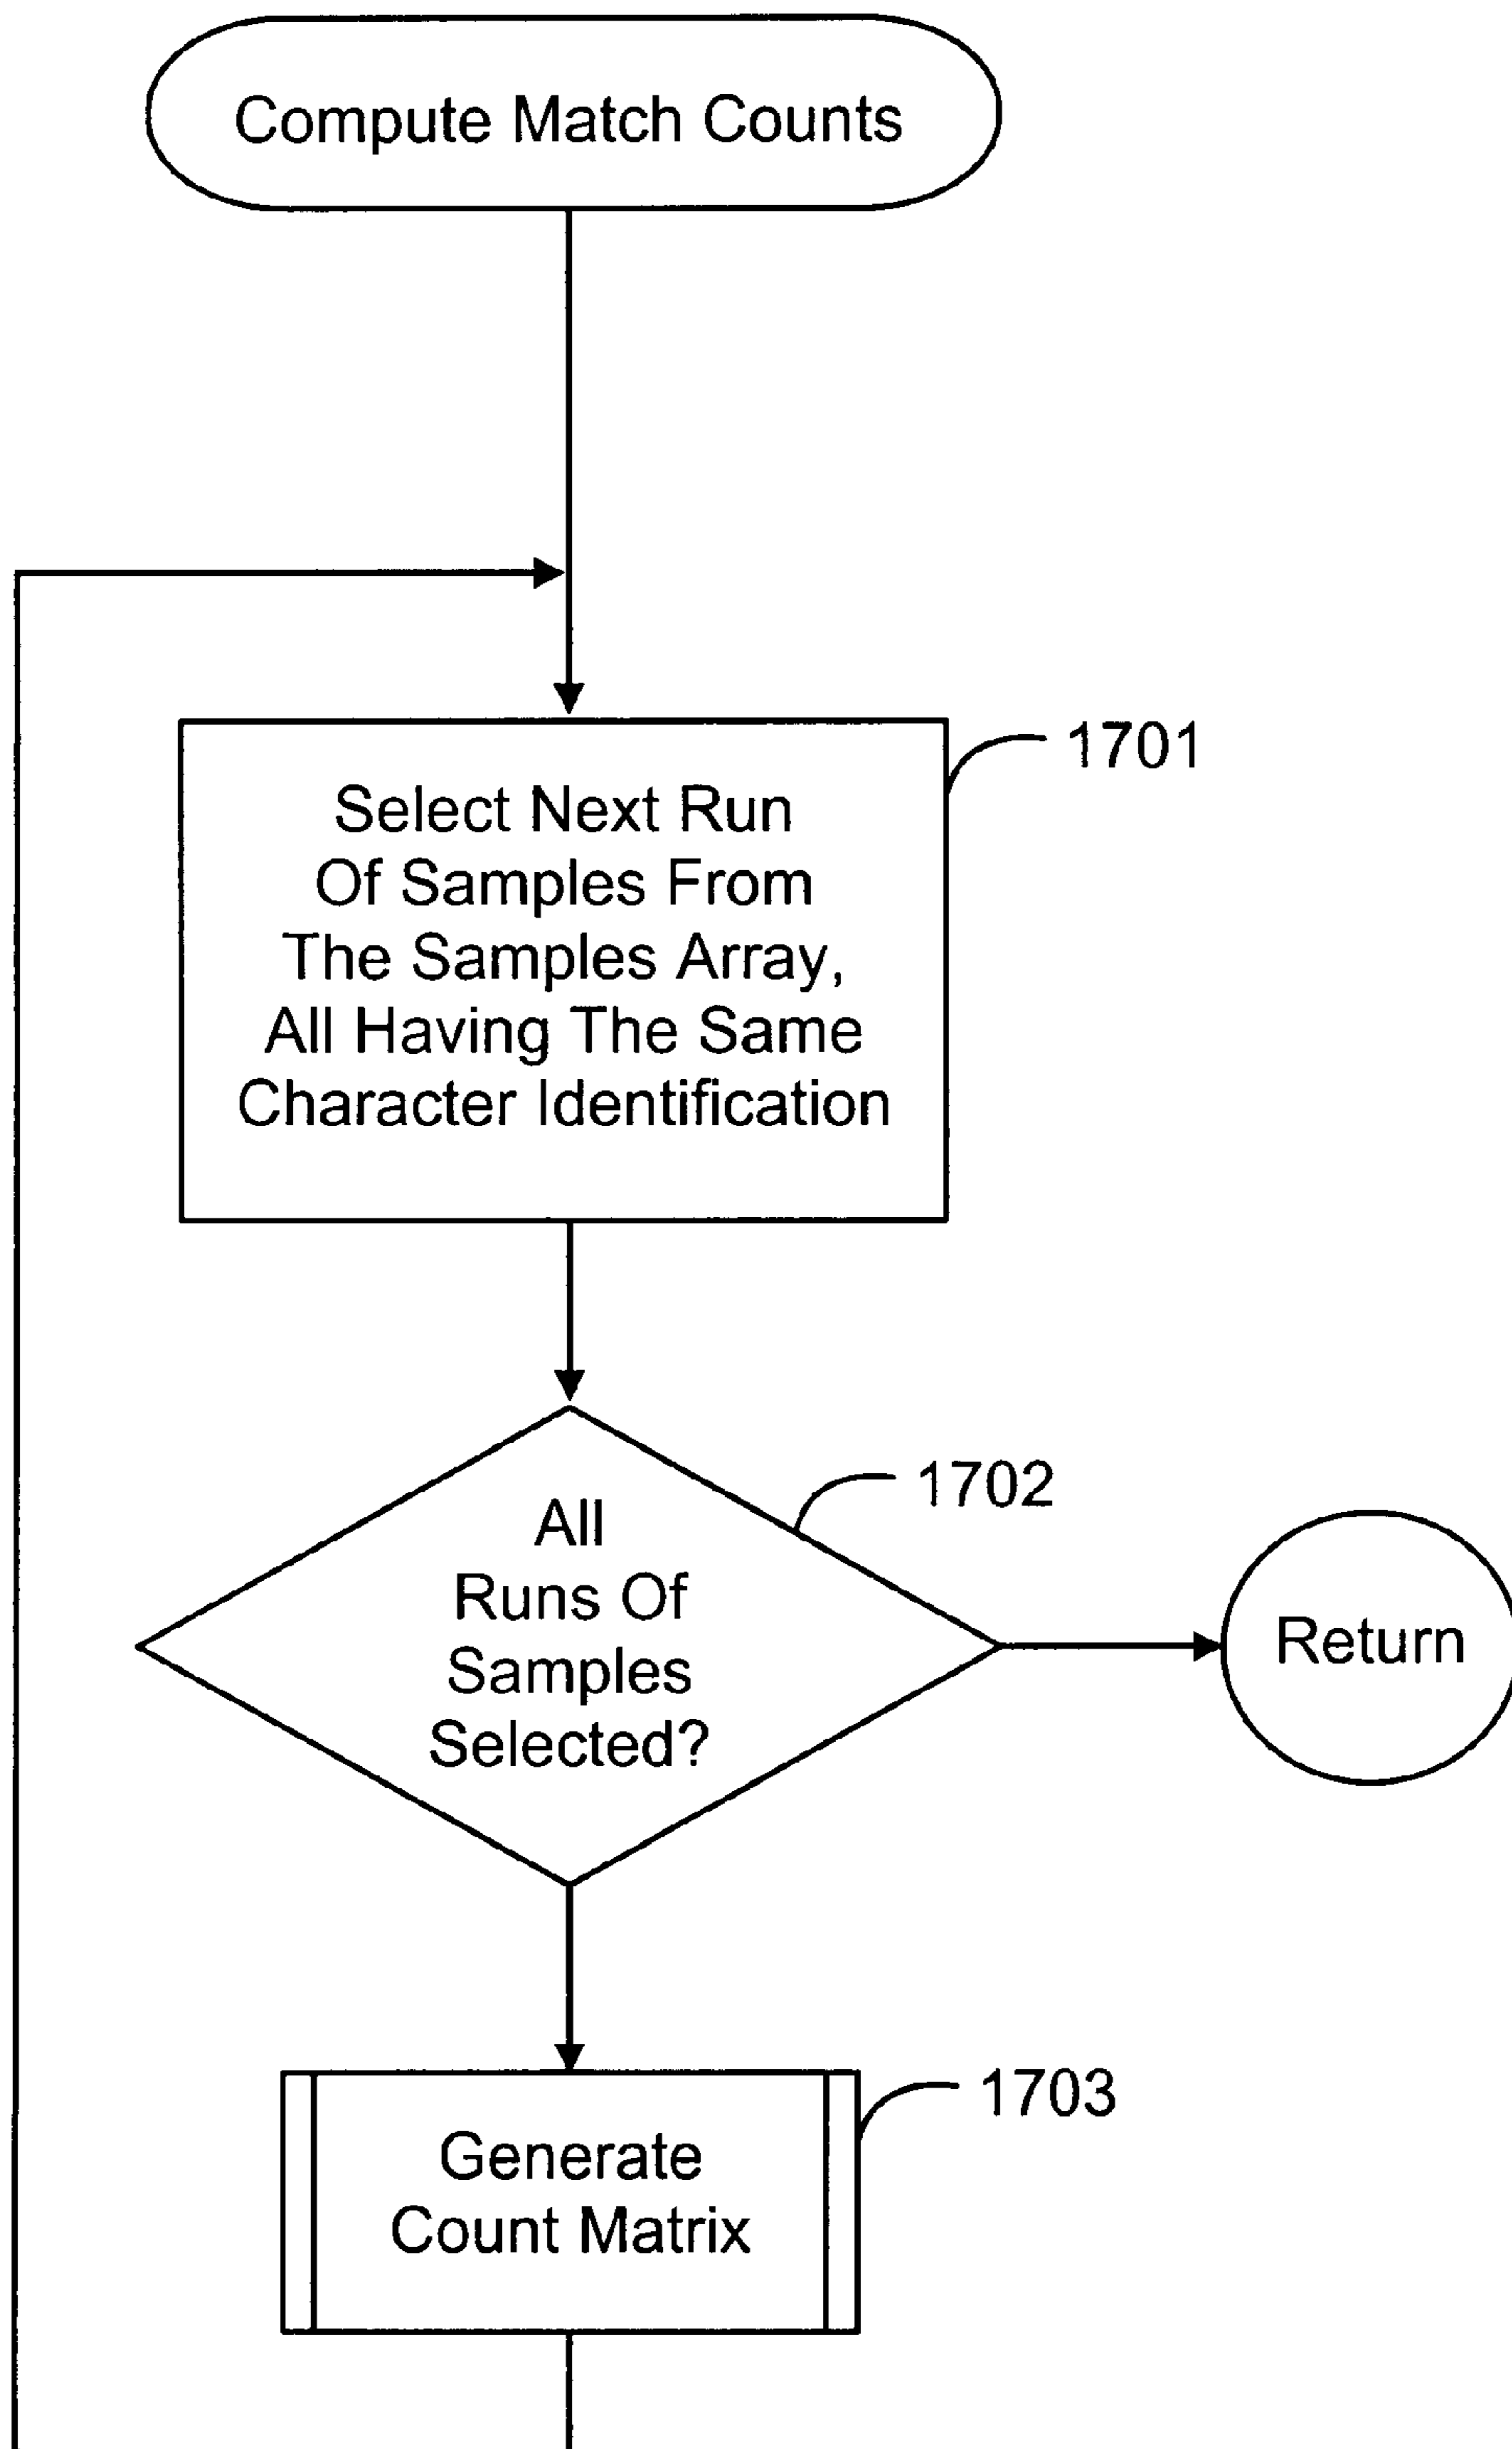 Compute Match Counts
1701
Select Next Run
Of Samples From
The Samples Array,
All Having The Same
Character Identification
1702
All
Runs Of
Samples
Selected?
Return
1703
Generate
Count Matrix